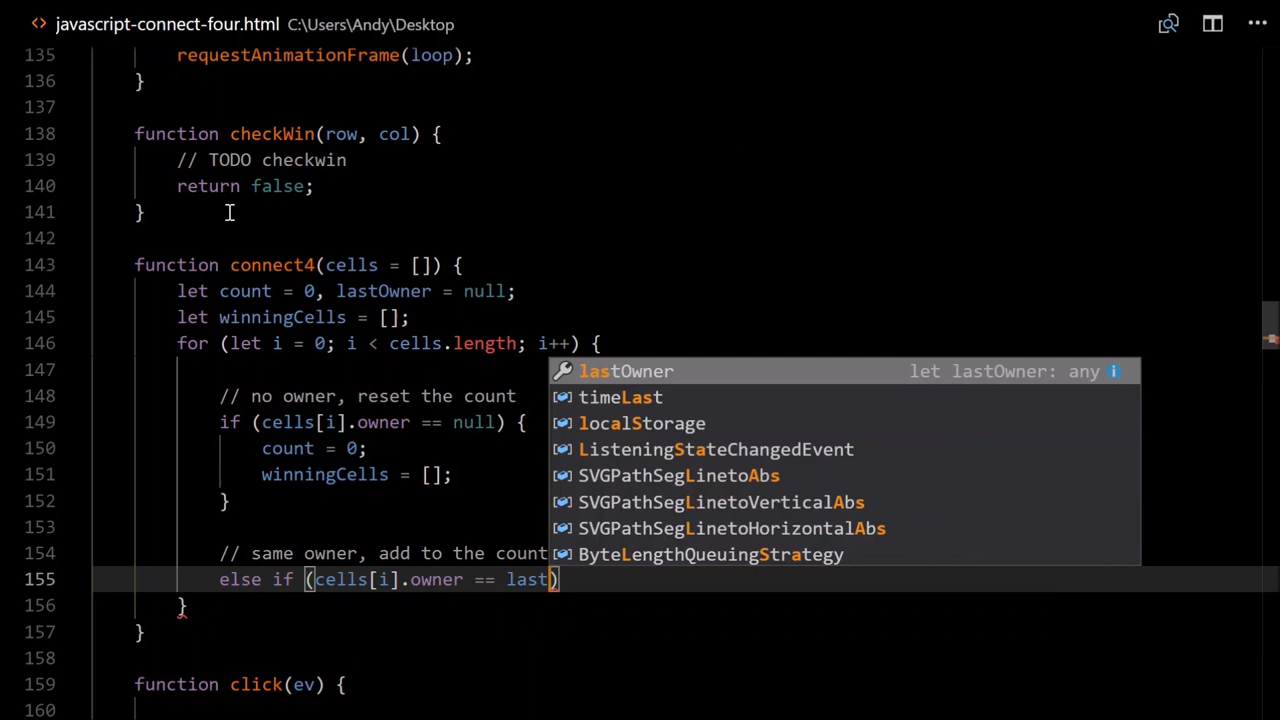 javascript-connect-four.html C:\Users\Andy\Desktop
135 requestAnimationFrame(loop);
136 }
137
138 function checkWin(row, col) {
139 // TODO checkwin
140 return false;
141 }
142
143 function connect4(cells = []) {
144 let count = 0, lastOwner = null;
145 let winningCells = [];
146 for (let i = 0; i < cells.length; i++) {
147
148 // no owner, reset the count
149 if (cells[i].owner == null) {
150 count = 0;
151 winningCells = [];
152 }
153
154 // same owner, add to the count
155 else if (cells[i].owner == last)
156 }
157 }
158
159 function click(ev) {
160
lastOwner let lastOwner: any
timeLast
localStorage
ListeningStateChangedEvent
SVGPathSegLinetoAbs
SVGPathSegLinetoVerticalAbs
SVGPathSegLinetoHorizontalAbs
ByteLengthQueuingStrategy